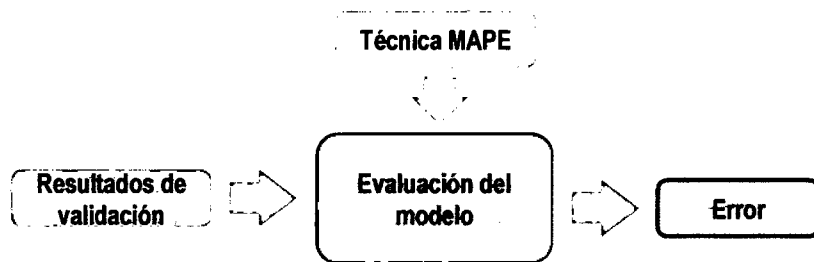 Técnica MAPE
Resultados de
validación
Evaluación del
modelo
Error